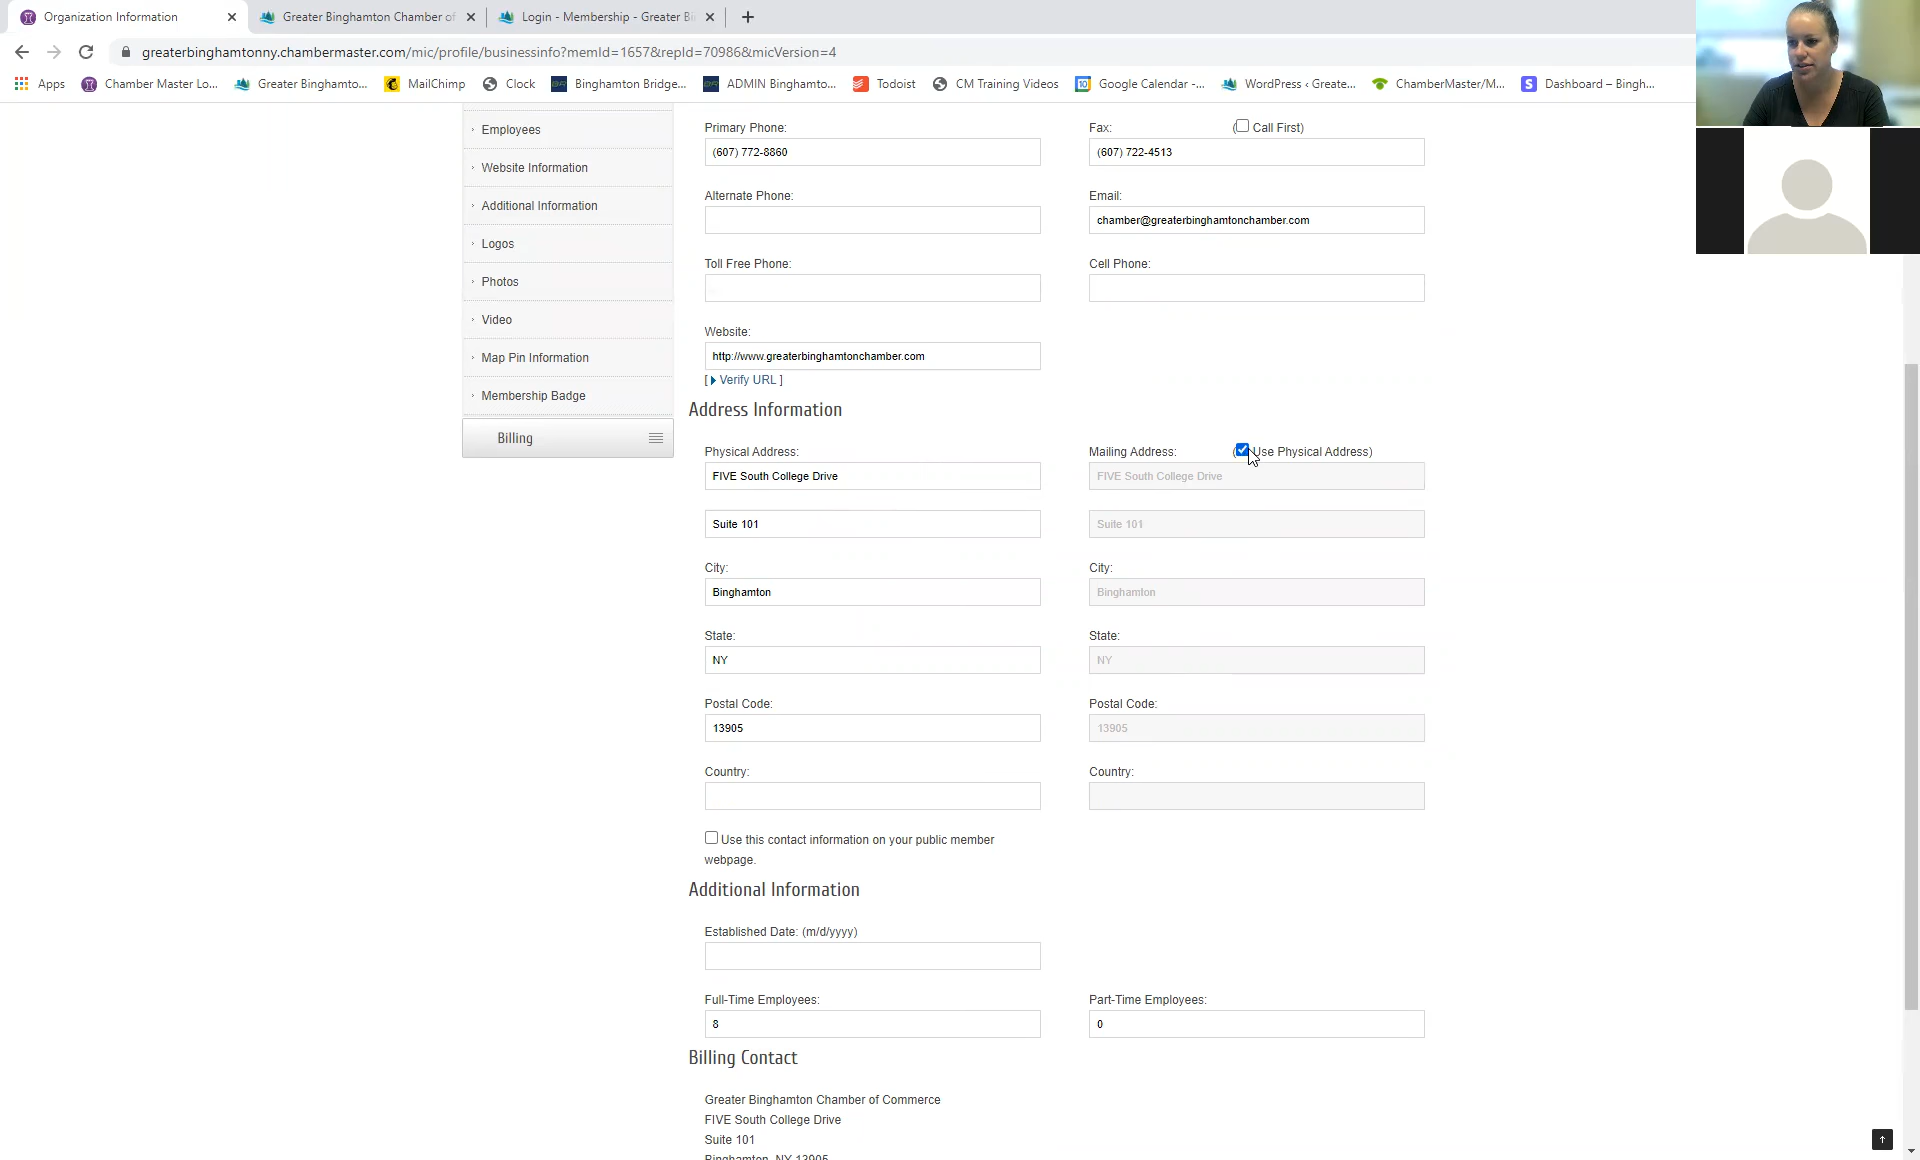 Organization Information
Greater Binghamton Chamber of
Login - Membership - Greater Bi
greaterbinghamtonny.chambermaster.com/mic/profile/businessinfo?memId=1657&repId=70986&micVersion=4
Apps
Chamber Master Lo...
Greater Binghamto...
MailChimp
Clock
Binghamton Bridge...
ADMIN Binghamto...
Todoist
CM Training Videos
Google Calendar -...
WordPress ‹ Greate...
ChamberMaster/M...
Dashboard – Bingh...
Employees
Website Information
Additional Information
Logos
Photos
Video
Map Pin Information
Membership Badge
Billing
Primary Phone:
(607) 772-8860
Fax: ( Call First)
(607) 722-4513
Alternate Phone:
Email:
chamber@greaterbinghamtonchamber.com
Toll Free Phone:
Cell Phone:
Website:
http://www.greaterbinghamtonchamber.com
[ Verify URL ]
Address Information
Physical Address:
FIVE South College Drive
Suite 101
City:
Binghamton
State:
NY
Postal Code:
13905
Country:
Mailing Address: ( Use Physical Address)
FIVE South College Drive
Suite 101
City:
Binghamton
State:
NY
Postal Code:
13905
Country:
Use this contact information on your public member
webpage.
Additional Information
Established Date: (m/d/yyyy)
Full-Time Employees:
8
Part-Time Employees:
0
Billing Contact
Greater Binghamton Chamber of Commerce
FIVE South College Drive
Suite 101
Binghamton, NY 13905